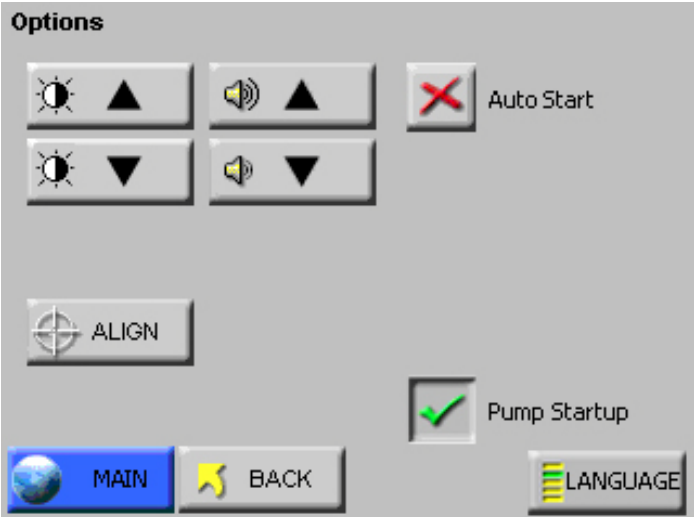 Options
Auto Start
ALIGN
Pump Startup
MAIN
BACK
LANGUAGE